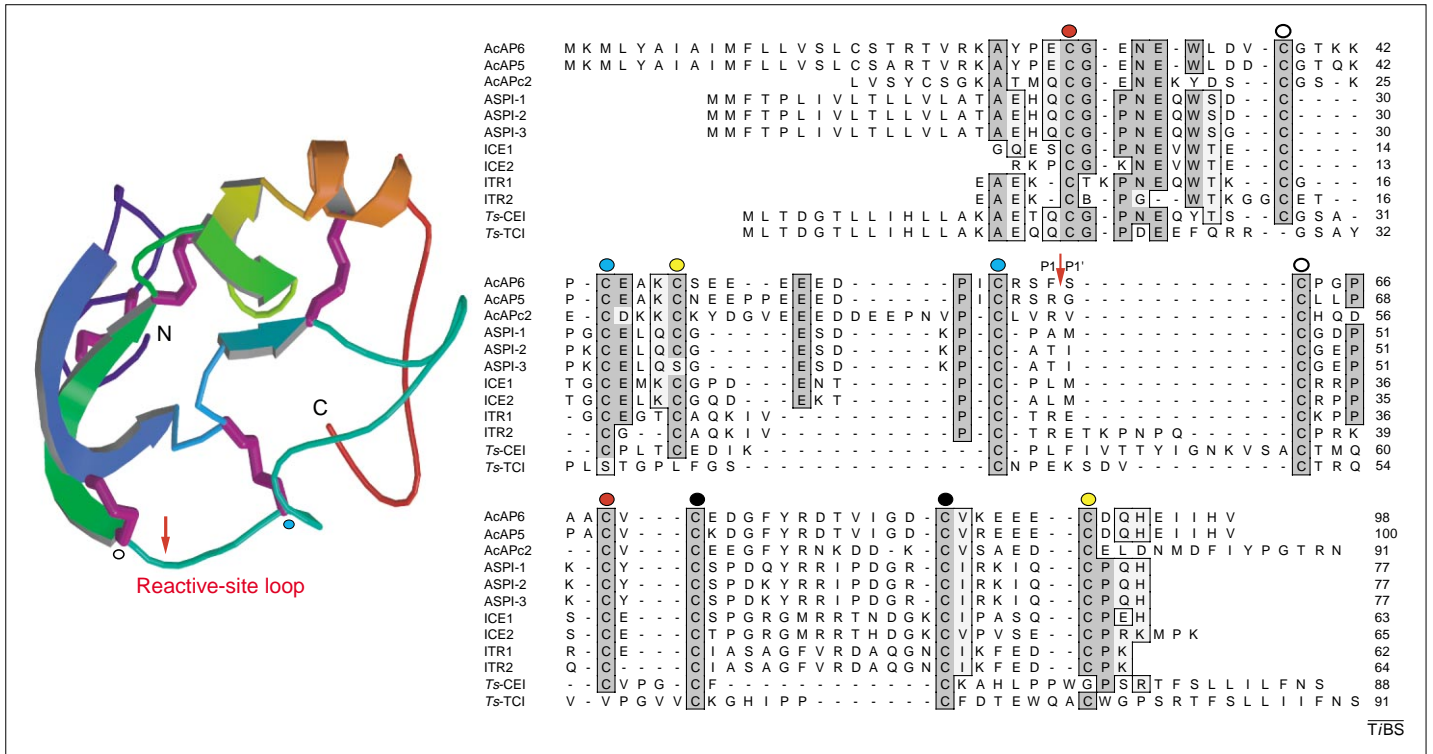 N
C
Reactive-site loop
AcAP6 M K M L Y A I A I M F L L V S L C S T R T V R K A Y P E C G - E N E - W L D V - C G T K K 42
AcAP5 M K M L Y A I A I M F L L V S L C S A R T V R K A Y P E C G - E N E - W L D D - C G T Q K 42
AcAPc2 L V S Y C S G K A T M Q C G - E N E K Y D S - - C G S - K 25
ASPI-1 M M F T P L I V L T L L V L A T A E H Q C G - P N E Q W S D - - C - - - - 30
ASPI-2 M M F T P L I V L T L L V L A T A E H Q C G - P N E Q W S D - - C - - - - 30
ASPI-3 M M F T P L I V L T L L V L A T A E H Q C G - P N E Q W S G - - C - - - - 30
ICE1 G Q E S C G - P N E V W T E - - C - - - - 14
ICE2 R K P C G - K N E V W T E - - C - - - - 13
ITR1 E A E K - C T K P N E Q W T K - - C G - - - 16
ITR2 E A E K - C B - P G - - W T K G G C E T - - 16
Ts-CEI M L T D G T L L I H L L A K A E T Q C G - P N E Q Y T S - - C G S A - 31
Ts-TCI M L T D G T L L I H L L A K A E Q Q C G - P D E E F Q R R - - G S A Y 32
P1 P1'
AcAP6 P - C E A K C S E E - - E E E D - - - - - - P I C R S F S - - - - - - - - - - - - C P G P 66
AcAP5 P - C E A K C N E E P P E E E D - - - - - - P I C R S R G - - - - - - - - - - - - C L L P 68
AcAPc2 E - C D K K C K Y D G V E E E D D E E P N V P - C L V R V - - - - - - - - - - - - C H Q D 56
ASPI-1 P G C E L Q C G - - - - - E S D - - - - - K P - C - P A M - - - - - - - - - - - - C G D P 51
ASPI-2 P K C E L Q C G - - - - - E S D - - - - - K P - C - A T I - - - - - - - - - - - - C G E P 51
ASPI-3 P K C E L Q S G - - - - - E S D - - - - - K P - C - A T I - - - - - - - - - - - - C G E P 51
ICE1 T G C E M K C G P D - - - E N T - - - - - - P - C - P L M - - - - - - - - - - - - C R R P 36
ICE2 T G C E L K C G Q D - - - E K T - - - - - - P - C - A L M - - - - - - - - - - - - C R P P 35
ITR1 - G C E G T C A Q K I V - - - - - - - - - - P - C - T R E - - - - - - - - - - - - C K P P 36
ITR2 - - C G - - C A Q K I V - - - - - - - - - - P - C - T R E T K P N P Q - - - - - - C P R K 39
Ts-CEI - - C P L T C E D I K - - - - - - - - - - - - - C - P L F I V T T Y I G N K V S A C T M Q 60
Ts-TCI P L S T G P L F G S - - - - - - - - - - - - - - C N P E K S D V - - - - - - - - - C T R Q 54
AcAP6 A A C V - - - C E D G F Y R D T V I G D - C V K E E E - - C D Q H E I I H V 98
AcAP5 P A C V - - - C K D G F Y R D T V I G D - C V R E E E - - C D Q H E I I H V 100
AcAPc2 - - C V - - - C E E G F Y R N K D D - K - C V S A E D - - C E L D N M D F I Y P G T R N 91
ASPI-1 K - C Y - - - C S P D Q Y R R I P D G R - C I R K I Q - - C P Q H 77
ASPI-2 K - C Y - - - C S P D K Y R R I P D G R - C I R K I Q - - C P Q H 77
ASPI-3 K - C Y - - - C S P D K Y R R I P D G R - C I R K I Q - - C P Q H 77
ICE1 S - C E - - - C S P G R G M R R T N D G K C I P A S Q - - C P E H 63
ICE2 S - C E - - - C T P G R G M R R T H D G K C V P V S E - - C P R K M P K 65
ITR1 R - C E - - - C I A S A G F V R D A Q G N C I K F E D - - C P K 62
ITR2 Q - C - - - - C I A S A G F V R D A Q G N C I K F E D - - C P K 64
Ts-CEI - - C V P G - C F - - - - - - - - - - - - C K A H L P P W G P S R T F S L L I L F N S 88
Ts-TCI V - V P G V V C K G H I P P - - - - - - - C F D T E W Q A C W G P S R T F S L L I I F N S 91
TiBS